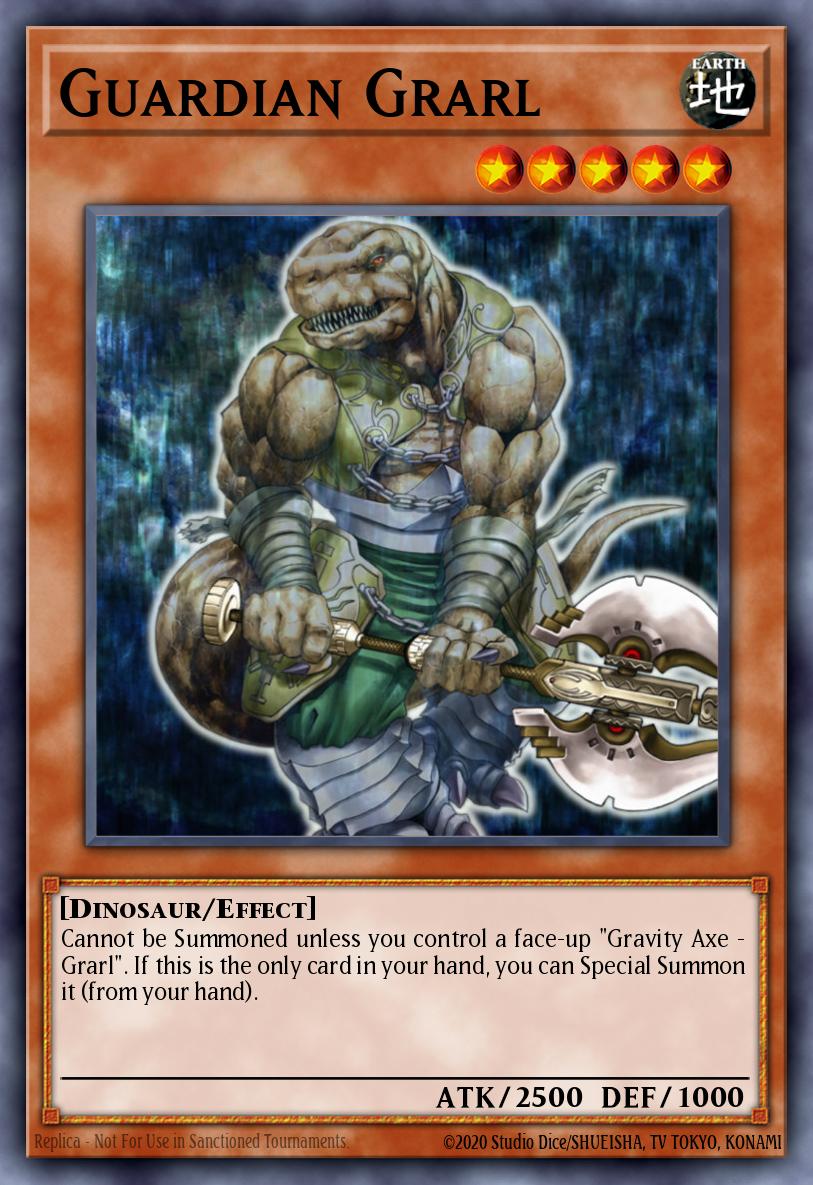 Guardian Grarl
EARTH
地
[Dinosaur/Effect]
Cannot be Summoned unless you control a face-up "Gravity Axe -
Grarl". If this is the only card in your hand, you can Special Summon
it (from your hand).
ATK/2500 DEF/1000
Replica - Not For Use in Sanctioned Tournaments.
©2020 Studio Dice/SHUEISHA, TV TOKYO, KONAMI